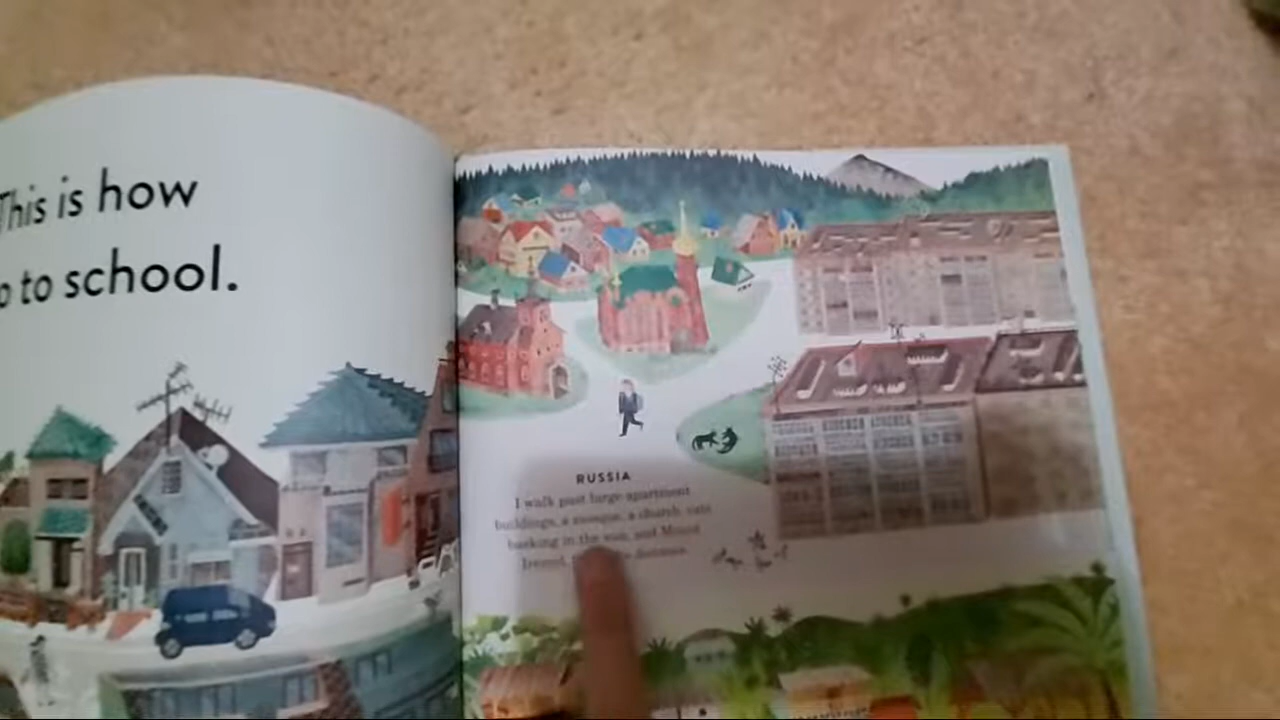 This is how
to school.
RUSSIA
I walk past large apartment
buildings, a mosque, a church, cats
basking in the sun, and Mount
distance.